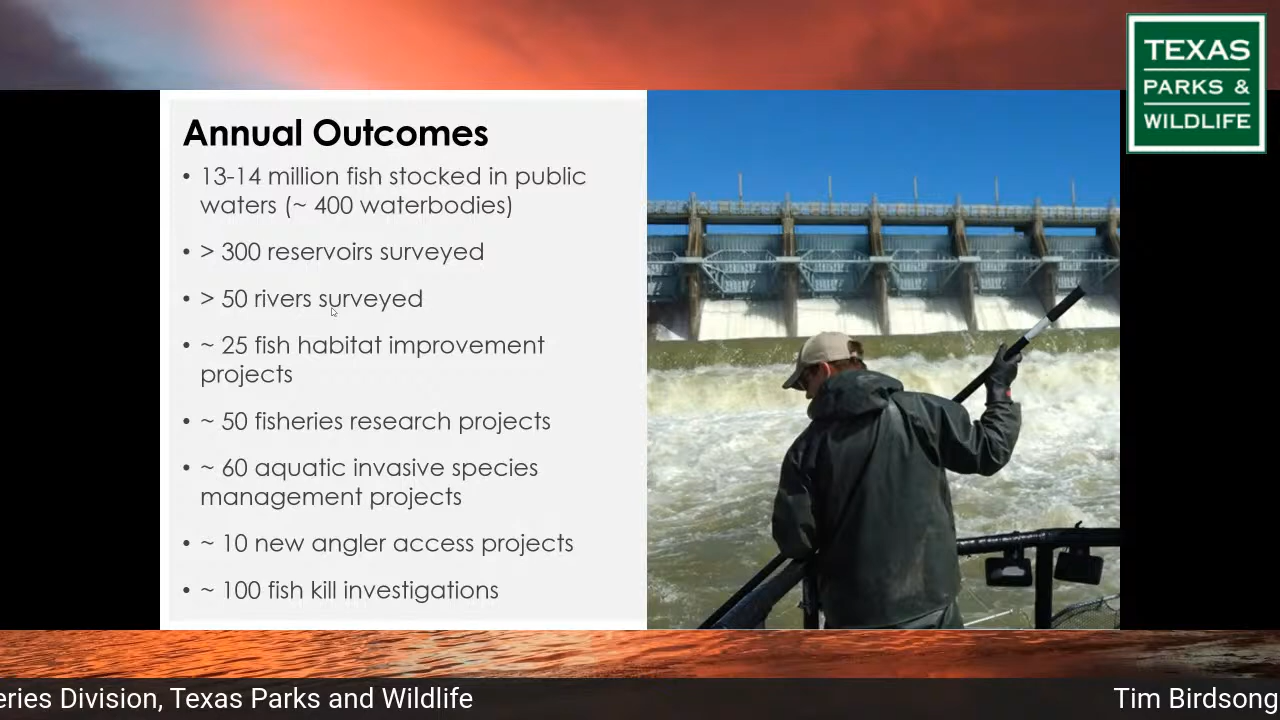 TEXAS
PARKS &
WILDLIFE
Annual Outcomes
• 13-14 million fish stocked in public
waters (~ 400 waterbodies)
• > 300 reservoirs surveyed
• > 50 rivers surveyed
• ~ 25 fish habitat improvement
projects
• ~ 50 fisheries research projects
• ~ 60 aquatic invasive species
management projects
• ~ 10 new angler access projects
• ~ 100 fish kill investigations
eries Division, Texas Parks and Wildlife
Tim Birdsong